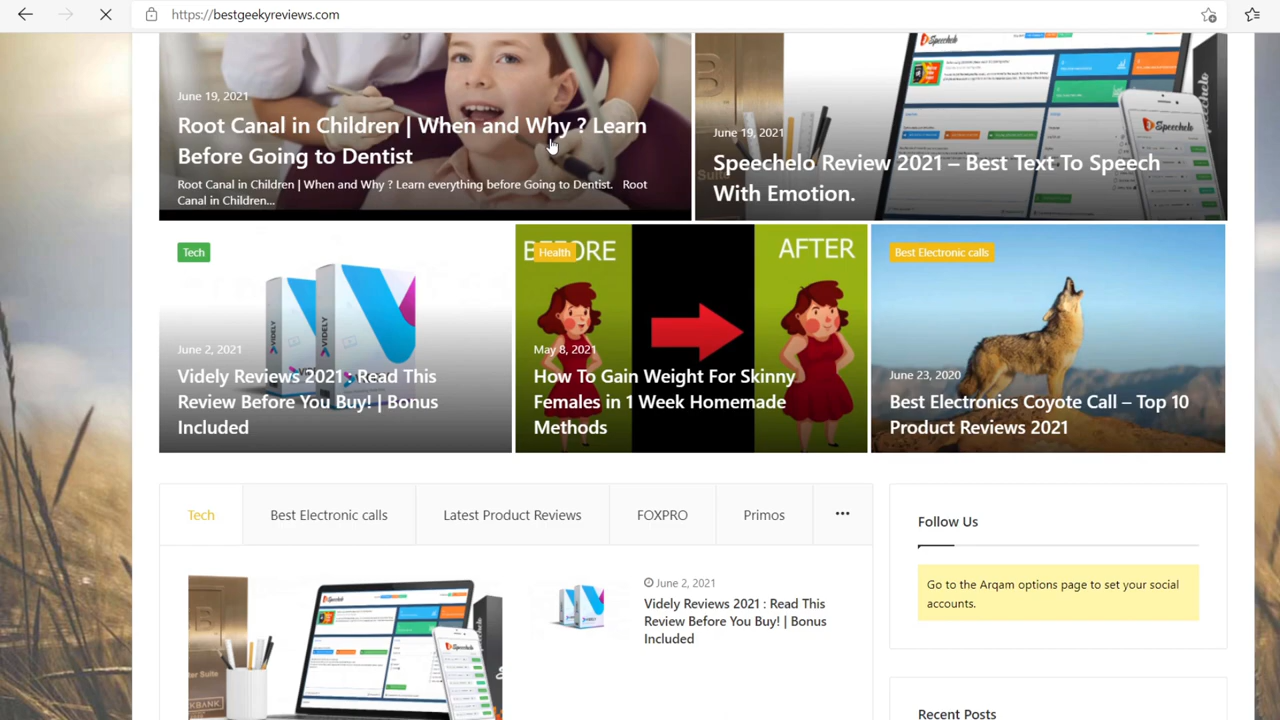 https://bestgeekyreviews.com
June 19, 2021
Root Canal in Children | When and Why ? Learn
Before Going to Dentist
Root Canal in Children | When and Why ? Learn everything before Going to Dentist. Root
Canal in Children...
Speechelo
Speechelo
June 19, 2021
Speechelo Review 2021 – Best Text To Speech
With Emotion.
Tech
VIDELY
VIDELY
June 2, 2021
Videly Reviews 2021 : Read This
Review Before You Buy! | Bonus
Included
BEFORE
AFTER
Health
May 8, 2021
How To Gain Weight For Skinny
Females in 1 Week Homemade
Methods
Best Electronic calls
June 23, 2020
Best Electronics Coyote Call – Top 10
Product Reviews 2021
Tech
Best Electronic calls
Latest Product Reviews
FOXPRO
Primos
•••
Follow Us
Go to the Arqam options page to set your social
accounts.
Speechelo
Speechelo
June 2, 2021
Videly Reviews 2021 : Read This
Review Before You Buy! | Bonus
Included
Recent Posts